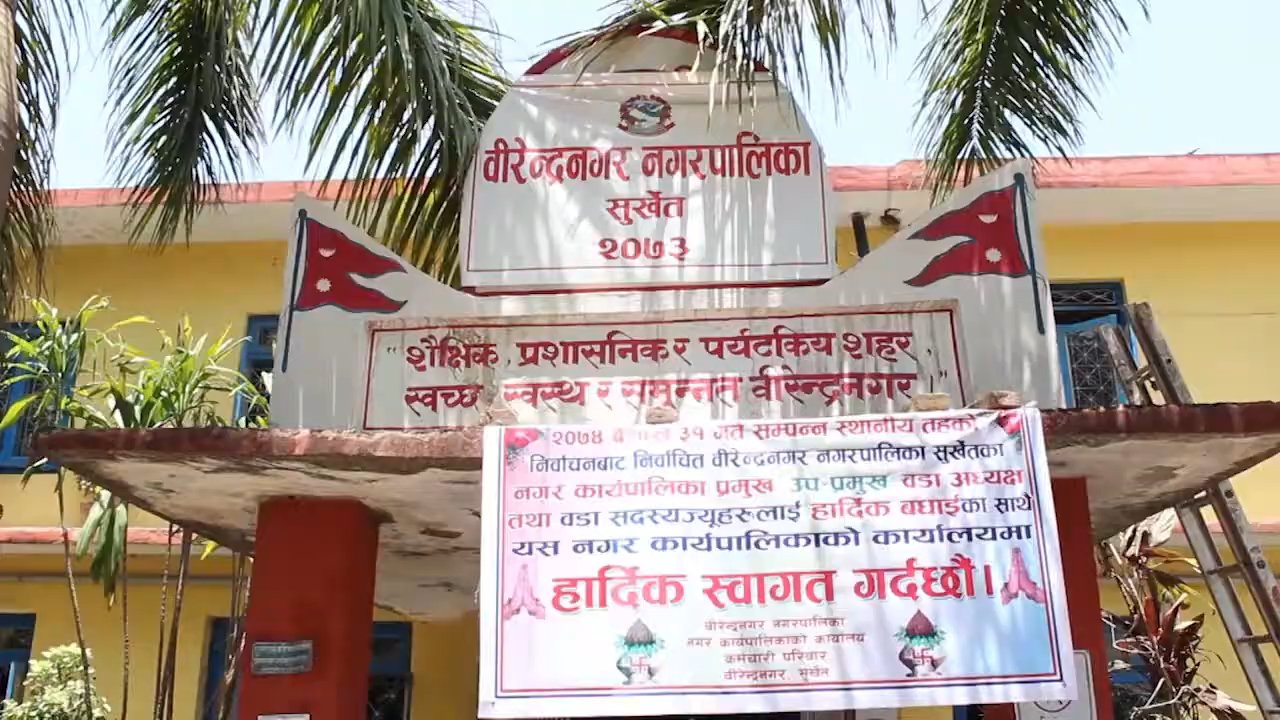 वीरेन्द्रनगर नगरपालिका
सुर्खेत
२०७३
"शैक्षिक, प्रशासनिक र पर्यटकिय शहर,
स्वच्छ, स्वस्थ र समुन्नत वीरेन्द्रनगर ।"
२०७४ ३१ गते सम्पन्न स्थानीय तहको
निर्वाचनबाट निर्वाचित वीरेन्द्रनगर नगरपालिका सुर्खेतका
नगर कार्यपालिका प्रमुख उप-प्रमुख वडा अध्यक्ष
तथा वडा सदस्यज्यूहरुलाई हार्दिक बधाईका साथै
यस नगर कार्यपालिकाको कार्यालयमा
हार्दिक स्वागत गर्दछौं।
वीरेन्द्रनगर नगरपालिका
नगर कार्यपालिकाको कार्यालय
कर्मचारी परिवार
वीरेन्द्रनगर, सुर्खेत